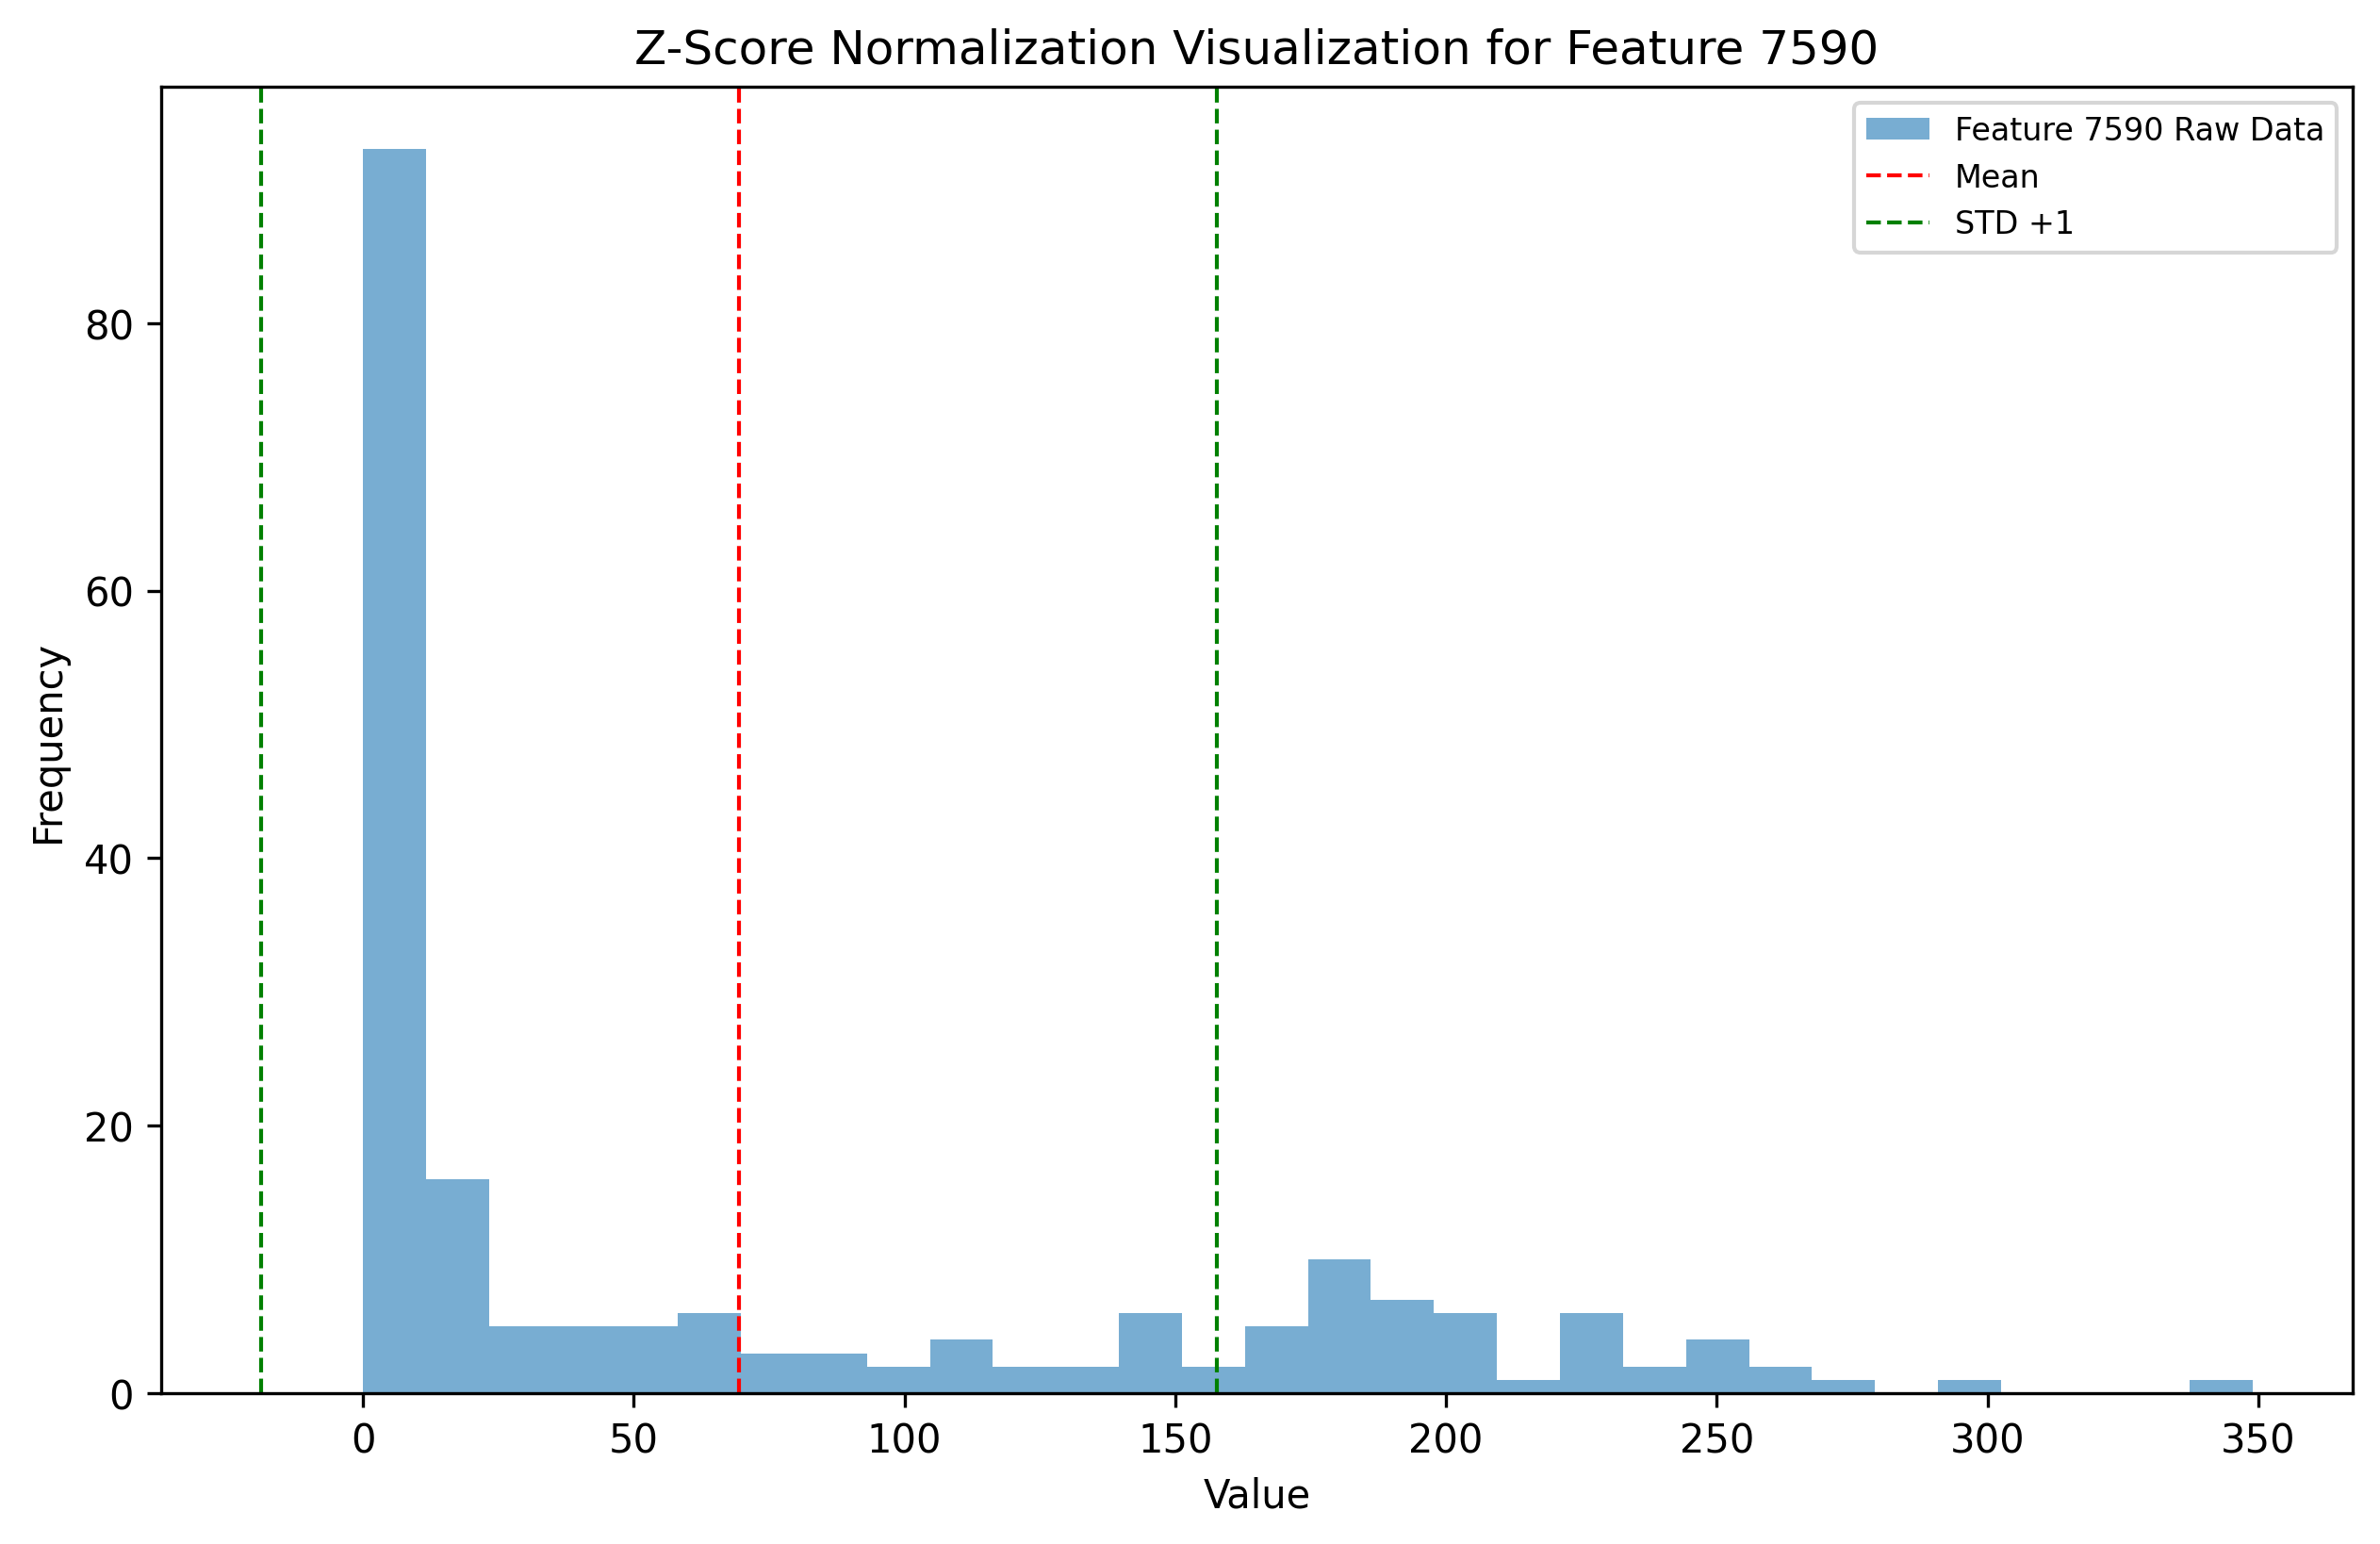 Z-Score Normalization Visualization for Feature 7590
Feature 7590 Raw Data
Mean
STD +1
Frequency
80
60
40
20
0
0 50 100 150 200 250 300 350
Value